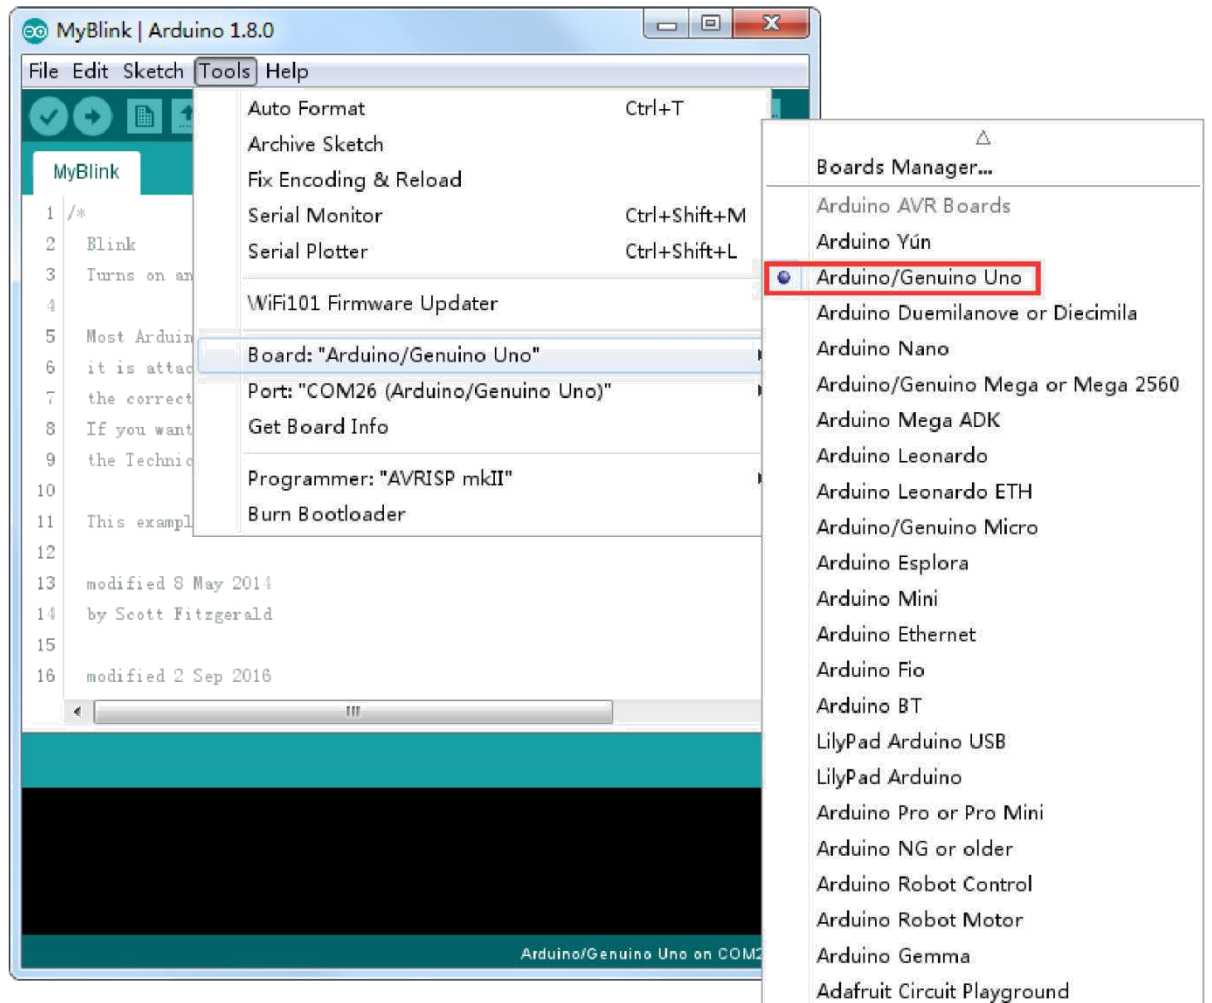 MyBlink | Arduino 1.8.0
File Edit Sketch Tools Help
MyBlink
1 /*
2 Blink
3 Turns on an
4
5 Most Arduin
6 it is attac
7 the correct
8 If you want
9 the Technic
10
11 This exampl
12
13 modified 8 May 2014
14 by Scott Fitzgerald
15
16 modified 2 Sep 2016
Auto Format Ctrl+T
Archive Sketch
Fix Encoding & Reload
Serial Monitor Ctrl+Shift+M
Serial Plotter Ctrl+Shift+L
WiFi101 Firmware Updater
Board: "Arduino/Genuino Uno"
Port: "COM26 (Arduino/Genuino Uno)"
Get Board Info
Programmer: "AVRISP mkII"
Burn Bootloader
Boards Manager...
Arduino AVR Boards
Arduino Yún
Arduino/Genuino Uno
Arduino Duemilanove or Diecimila
Arduino Nano
Arduino/Genuino Mega or Mega 2560
Arduino Mega ADK
Arduino Leonardo
Arduino Leonardo ETH
Arduino/Genuino Micro
Arduino Esplora
Arduino Mini
Arduino Ethernet
Arduino Fio
Arduino BT
LilyPad Arduino USB
LilyPad Arduino
Arduino Pro or Pro Mini
Arduino NG or older
Arduino Robot Control
Arduino Robot Motor
Arduino Gemma
Adafruit Circuit Playground
Arduino/Genuino Uno on COM2